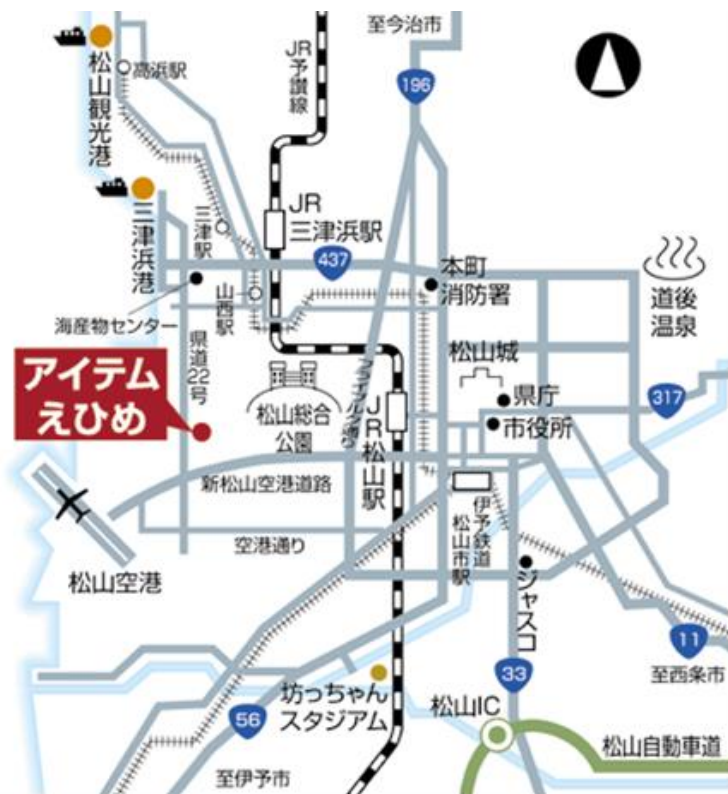 至今治市
196
JR予讃線
高浜駅
松山観光港
三津浜港
三津駅
JR
三津浜駅
437
本町
消防署
道後
温泉
山西駅
海産物センター
県道22号
松山城
アイテム
えひめ
松山総合
公園
フライブルク通り
JR松山駅
県庁
市役所
317
新松山空港道路
伊予鉄道
松山市駅
空港通り
松山空港
ジャスコ
11
至西条市
33
坊っちゃん
スタジアム
松山IC
56
松山自動車道
至伊予市